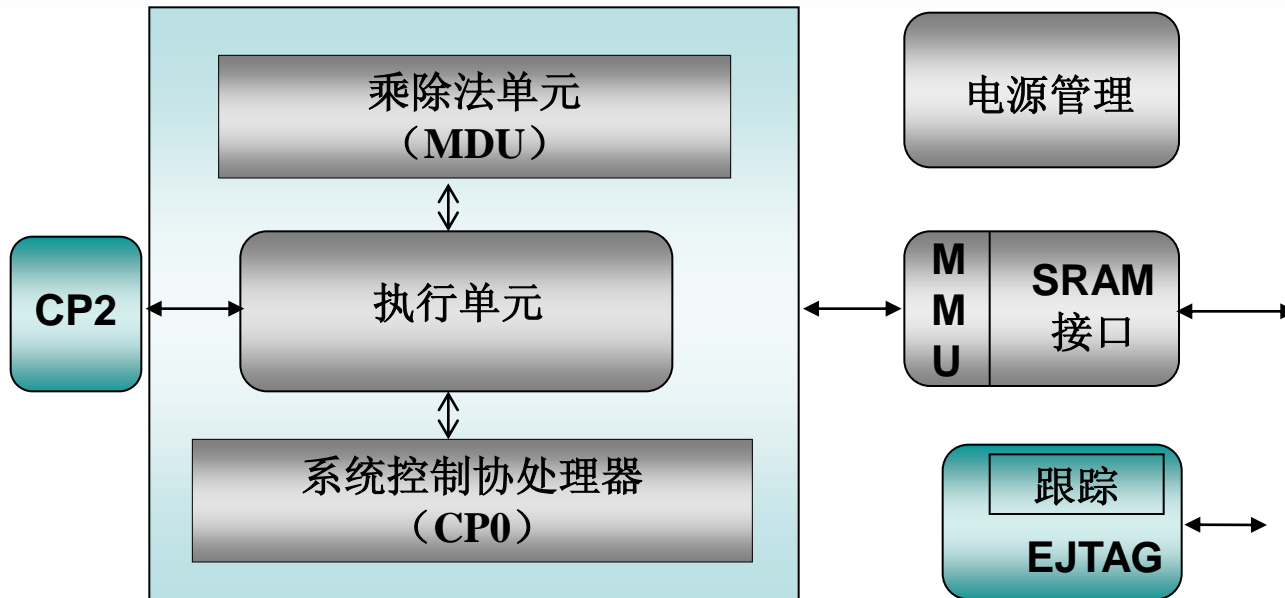 乘除法单元
（MDU）
电源管理
CP2
执行单元
M
M
U
SRAM
接口
系统控制协处理器
（CP0）
跟踪
EJTAG